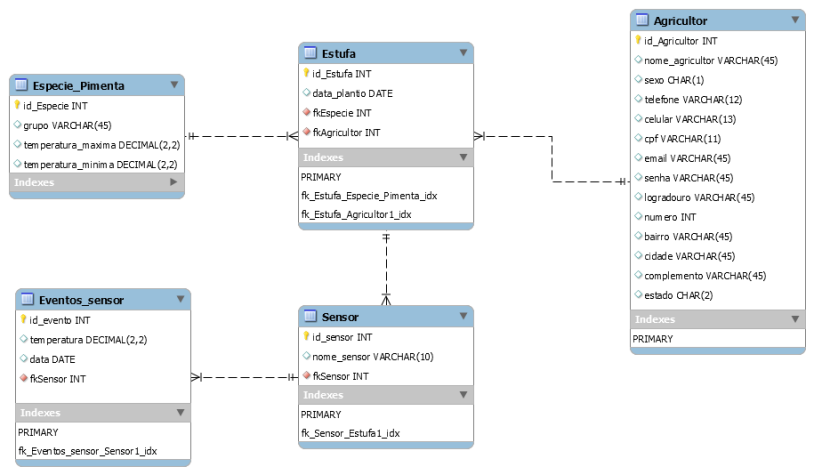 Especie_Pimenta
id_Especie INT
grupo VARCHAR(45)
temperatura_maxima DECIMAL(2,2)
temperatura_minima DECIMAL(2,2)
Indexes
Estufa
id_Estufa INT
data_plantio DATE
fkEspecie INT
fkAgricultor INT
Indexes
PRIMARY
fk_Estufa_Especie_Pimenta_idx
fk_Estufa_Agricultor1_idx
Agricultor
id_Agricultor INT
nome_agricultor VARCHAR(45)
sexo CHAR(1)
telefone VARCHAR(12)
celular VARCHAR(13)
cpf VARCHAR(11)
email VARCHAR(45)
senha VARCHAR(45)
logradouro VARCHAR(45)
numero INT
bairro VARCHAR(45)
cidade VARCHAR(45)
complemento VARCHAR(45)
estado CHAR(2)
Indexes
PRIMARY
Eventos_sensor
id_evento INT
temperatura DECIMAL(2,2)
data DATE
fkSensor INT
Indexes
PRIMARY
fk_Eventos_sensor_Sensor1_idx
Sensor
id_sensor INT
nome_sensor VARCHAR(10)
fkSensor INT
Indexes
PRIMARY
fk_Sensor_Estufa1_idx